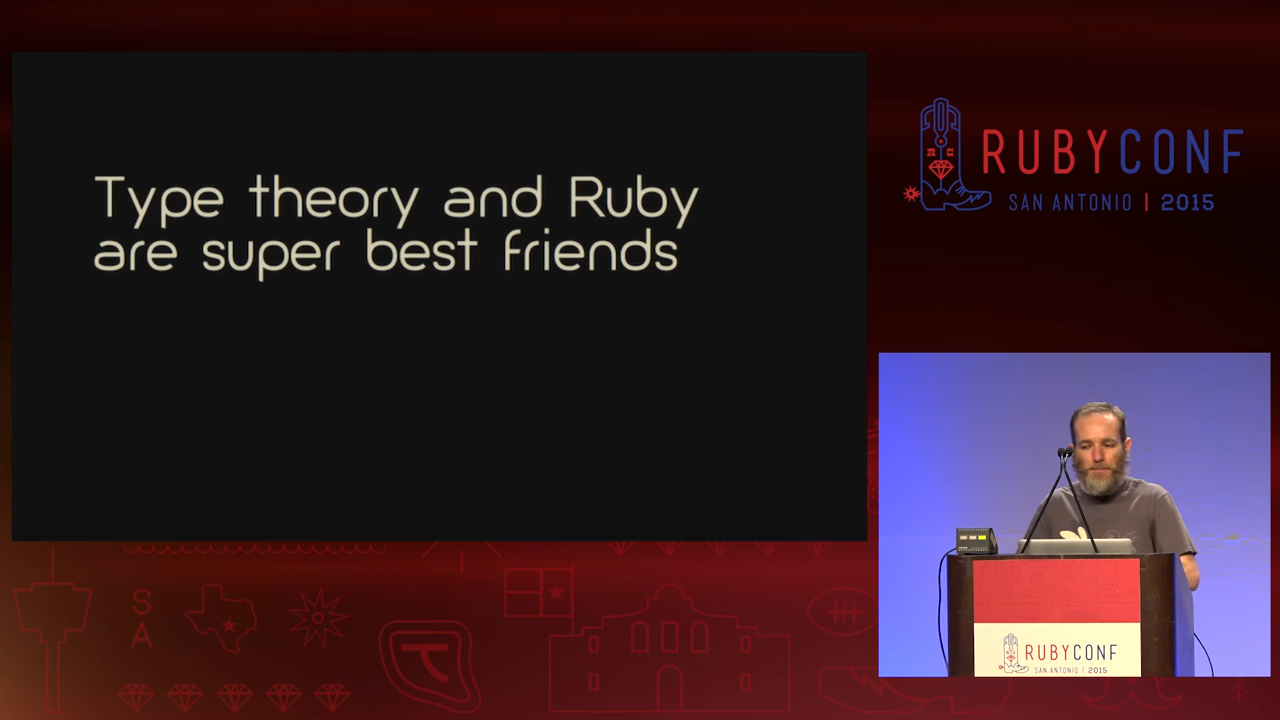 Type theory and Ruby
are super best friends
RUBYCONF
SAN ANTONIO | 2015
S
A
RUBYCONF
SAN ANTONIO | 2015